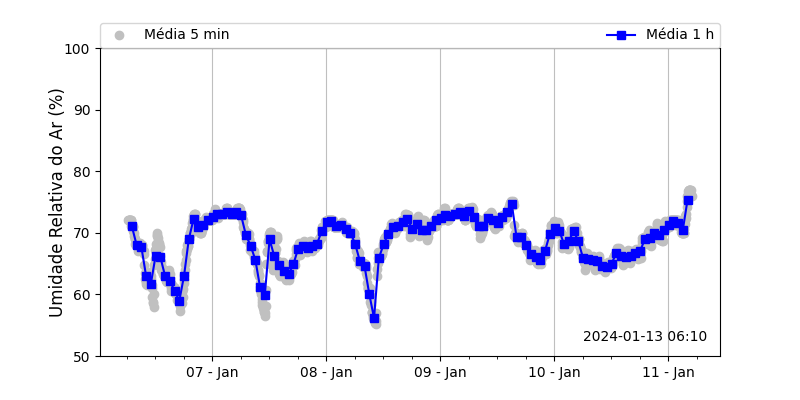 Média 5 min Média 1 h
Umidade Relativa do Ar (%)
100
90
80
70
60
50
2024-01-13 06:10
07 - Jan 08 - Jan 09 - Jan 10 - Jan 11 - Jan